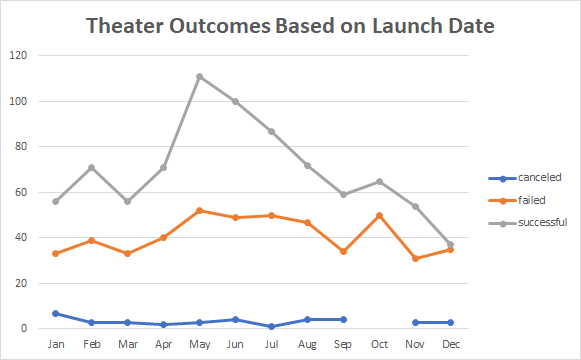 Theater Outcomes Based on Launch Date
120
100
80
60
40
20
0
Jan Feb Mar Apr May Jun Jul Aug Sep Oct Nov Dec
canceled
failed
successful